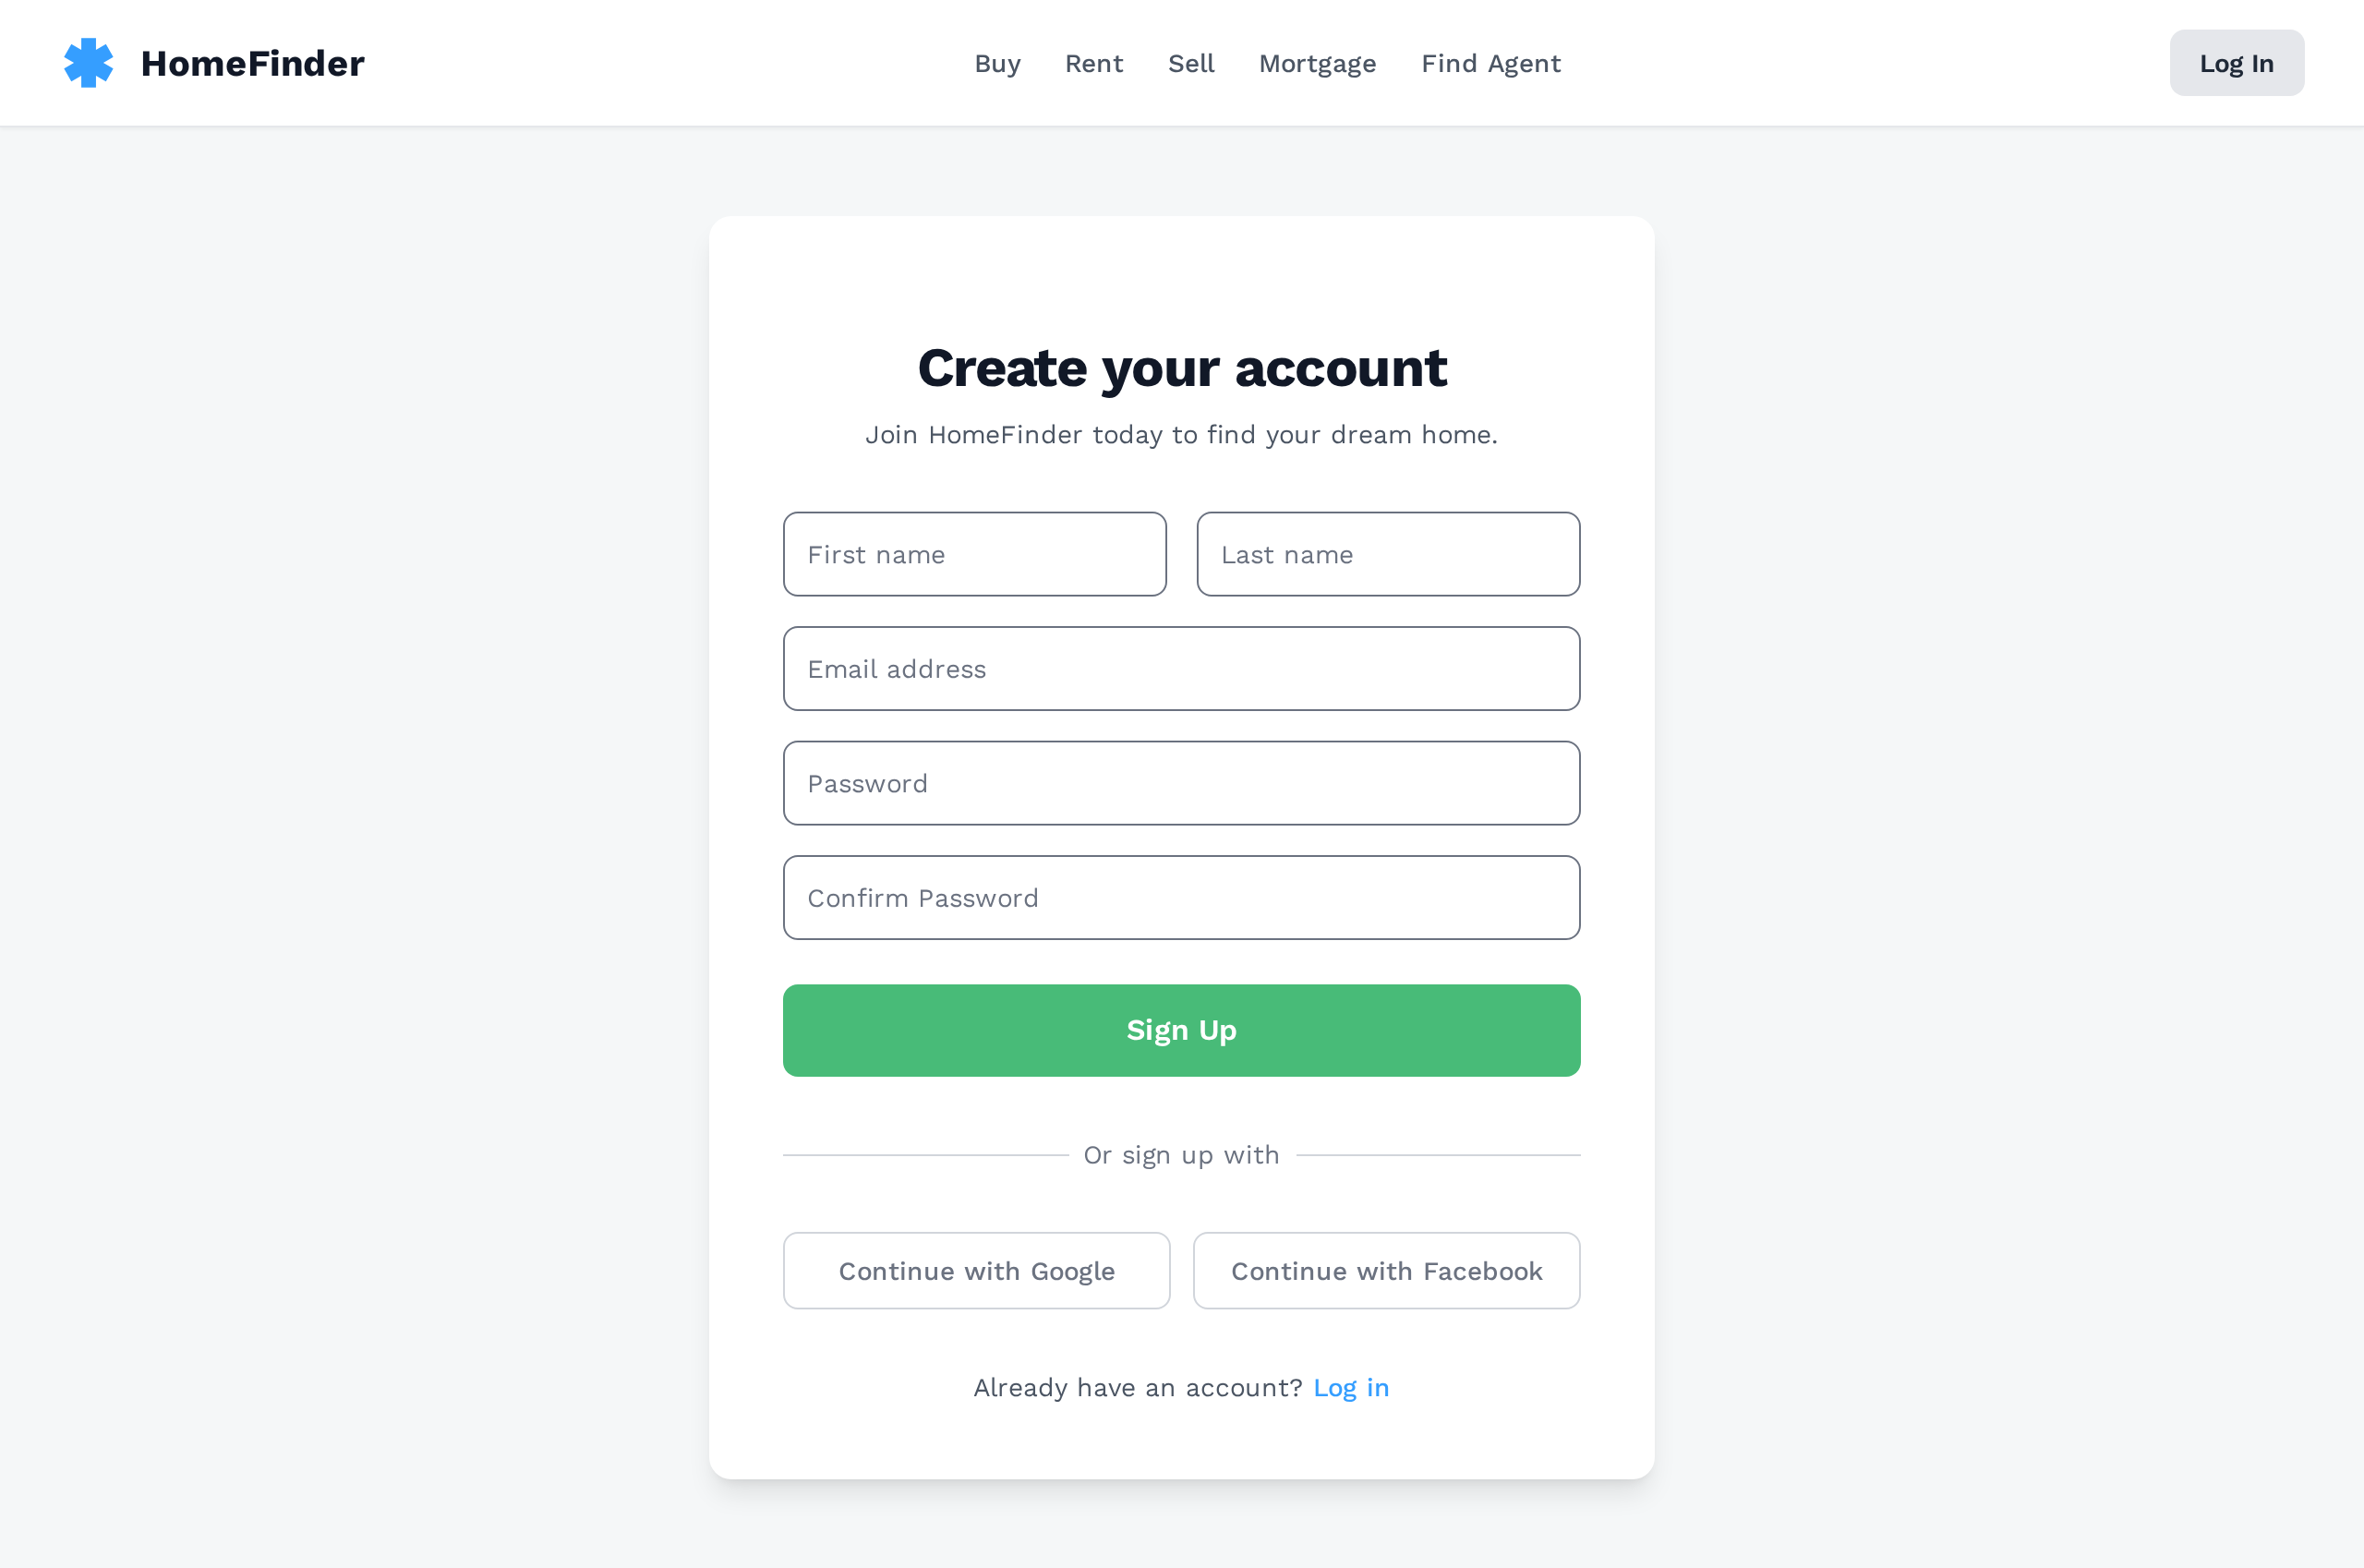 HomeFinder
Buy Rent Sell Mortgage Find Agent
Log In
Create your account
Join HomeFinder today to find your dream home.
First name
Last name
Email address
Password
Confirm Password
Sign Up
Or sign up with
Continue with Google
Continue with Facebook
Already have an account? Log in